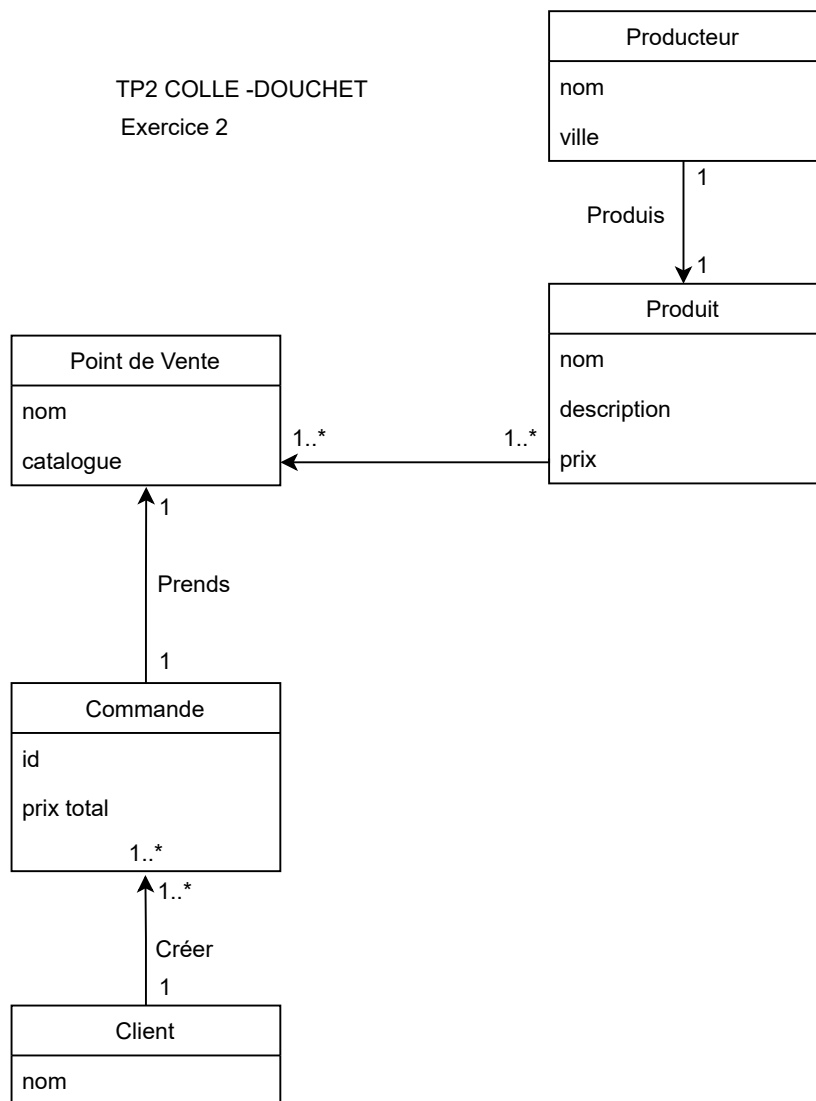 Producteur
nom
ville
TP2 COLLE -DOUCHET
Exercice 2
1
Produis
1
Produit
nom
description
prix
Point de Vente
nom
catalogue
1..*
1..*
1
Prends
1
Commande
id
prix total
1..*
1..*
Créer
1
Client
nom